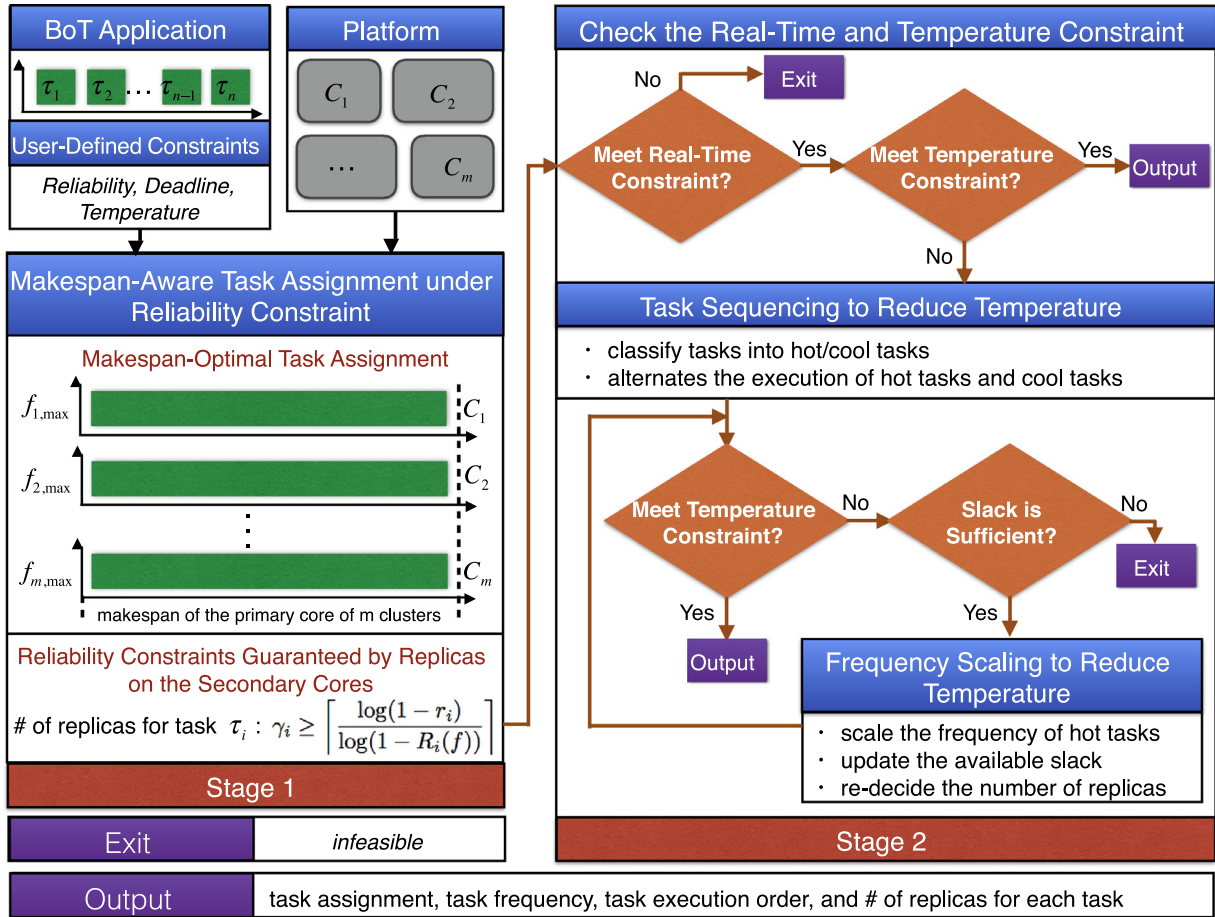 BoT Application
τ1 τ2 … τn−1 τn
User-Defined Constraints
Reliability, Deadline,
Temperature
Platform
C1 C2
… Cm
Makespan-Aware Task Assignment under
Reliability Constraint
Makespan-Optimal Task Assignment
f1,max C1
f2,max C2
⋮
fm,max Cm
makespan of the primary core of m clusters
Reliability Constraints Guaranteed by Replicas
on the Secondary Cores
# of replicas for task τi : γi ≥ ⌈log(1 − ri) / log(1 − Ri(f))⌉
Stage 1
Check the Real-Time and Temperature Constraint
No
Exit
Meet Real-Time
Constraint?
Yes
Meet Temperature
Constraint?
Yes
Output
No
Task Sequencing to Reduce Temperature
· classify tasks into hot/cool tasks
· alternates the execution of hot tasks and cool tasks
Meet Temperature
Constraint?
No
Slack is
Sufficient?
No
Exit
Yes
Output
Yes
Frequency Scaling to Reduce
Temperature
· scale the frequency of hot tasks
· update the available slack
· re-decide the number of replicas
Stage 2
Exit infeasible
Output task assignment, task frequency, task execution order, and # of replicas for each task